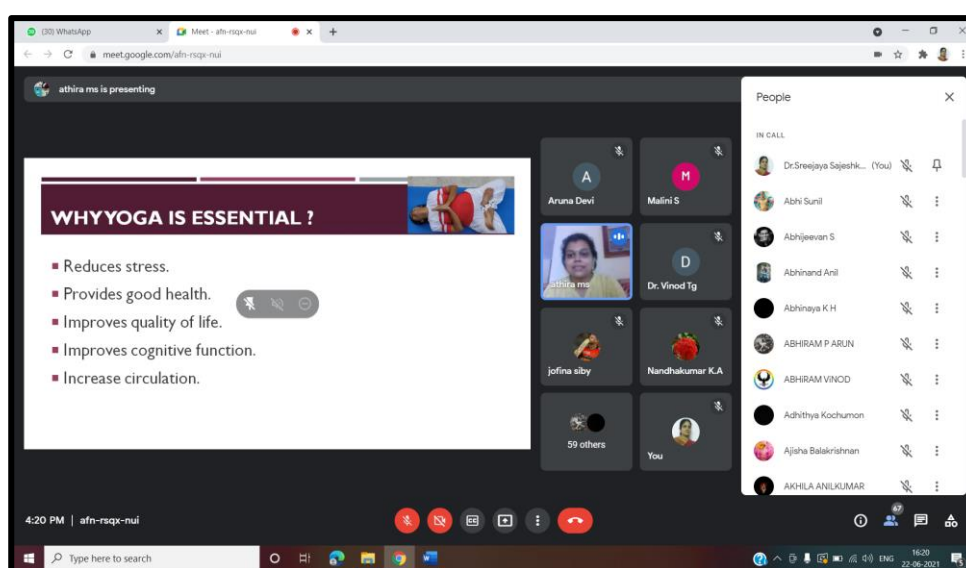 (30) WhatsApp
Meet - afn-rsqx-nui
meet.google.com/afn-rsqx-nui
athira ms is presenting
WHY YOGA IS ESSENTIAL ?
Reduces stress.
Provides good health.
Improves quality of life.
Improves cognitive function.
Increase circulation.
A
Aruna Devi
M
Malini S
athira ms
D
Dr. Vinod Tg
jofina siby
Nandhakumar K.A
59 others
You
People
IN CALL
Dr.Sreejaya Sajeshk... (You)
Abhi Sunil
Abhijeevan S
Abhinand Anil
Abhinaya K H
ABHIRAM P ARUN
ABHiRAM ViNOD
Adhithya Kochumon
Ajisha Balakrishnan
AKHILA ANILKUMAR
4:20 PM | afn-rsqx-nui
CC
67
Type here to search
ENG
16:20
22-06-2021
5